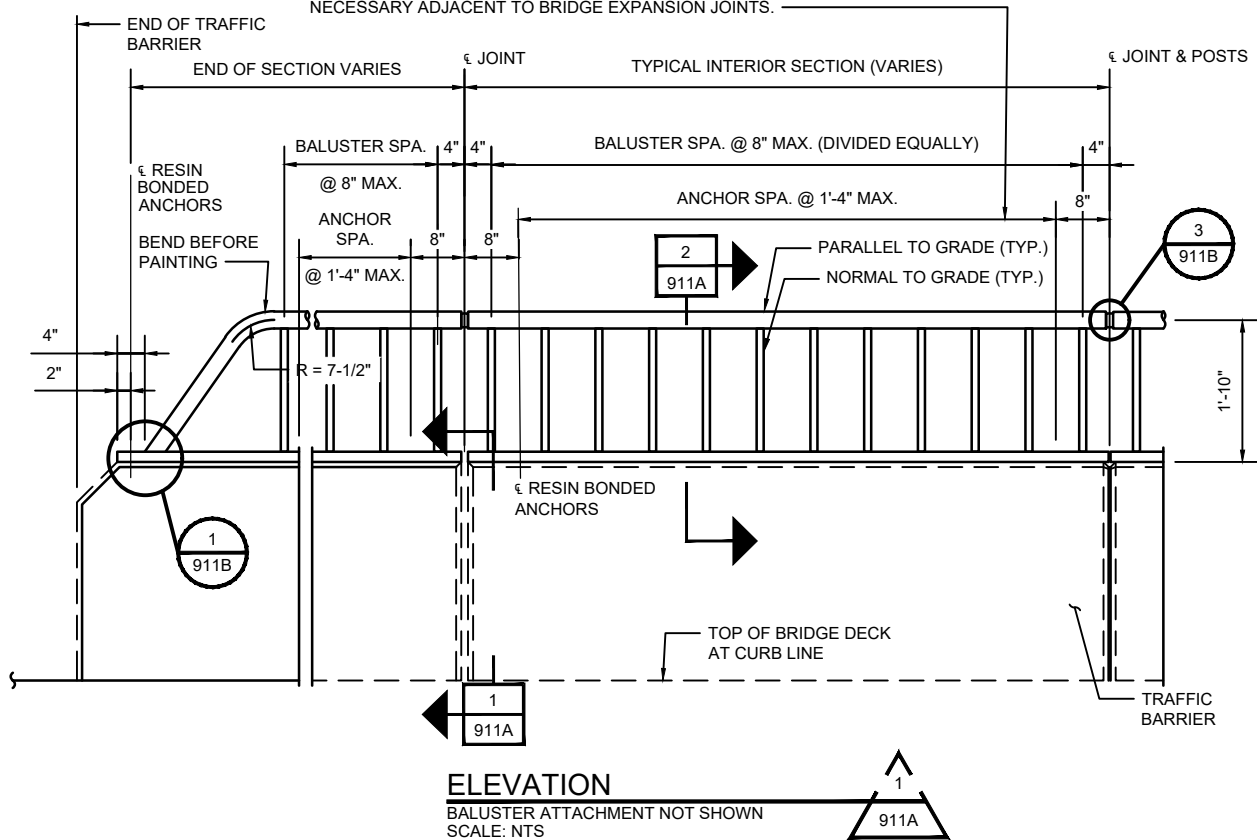 NECESSARY ADJACENT TO BRIDGE EXPANSION JOINTS.
END OF TRAFFIC
BARRIER
END OF SECTION VARIES
℄ JOINT
TYPICAL INTERIOR SECTION (VARIES)
℄ JOINT & POSTS
BALUSTER SPA.
@ 8" MAX.
4"
4"
BALUSTER SPA. @ 8" MAX. (DIVIDED EQUALLY)
4"
℄ RESIN
BONDED
ANCHORS
ANCHOR
SPA.
@ 1'-4" MAX.
8"
8"
ANCHOR SPA. @ 1'-4" MAX.
8"
BEND BEFORE
PAINTING
2
911A
PARALLEL TO GRADE (TYP.)
NORMAL TO GRADE (TYP.)
3
911B
4"
2"
R = 7-1/2"
1'-10"
℄ RESIN BONDED
ANCHORS
1
911B
TOP OF BRIDGE DECK
AT CURB LINE
TRAFFIC
BARRIER
1
911A
ELEVATION
BALUSTER ATTACHMENT NOT SHOWN
SCALE: NTS
1
911A